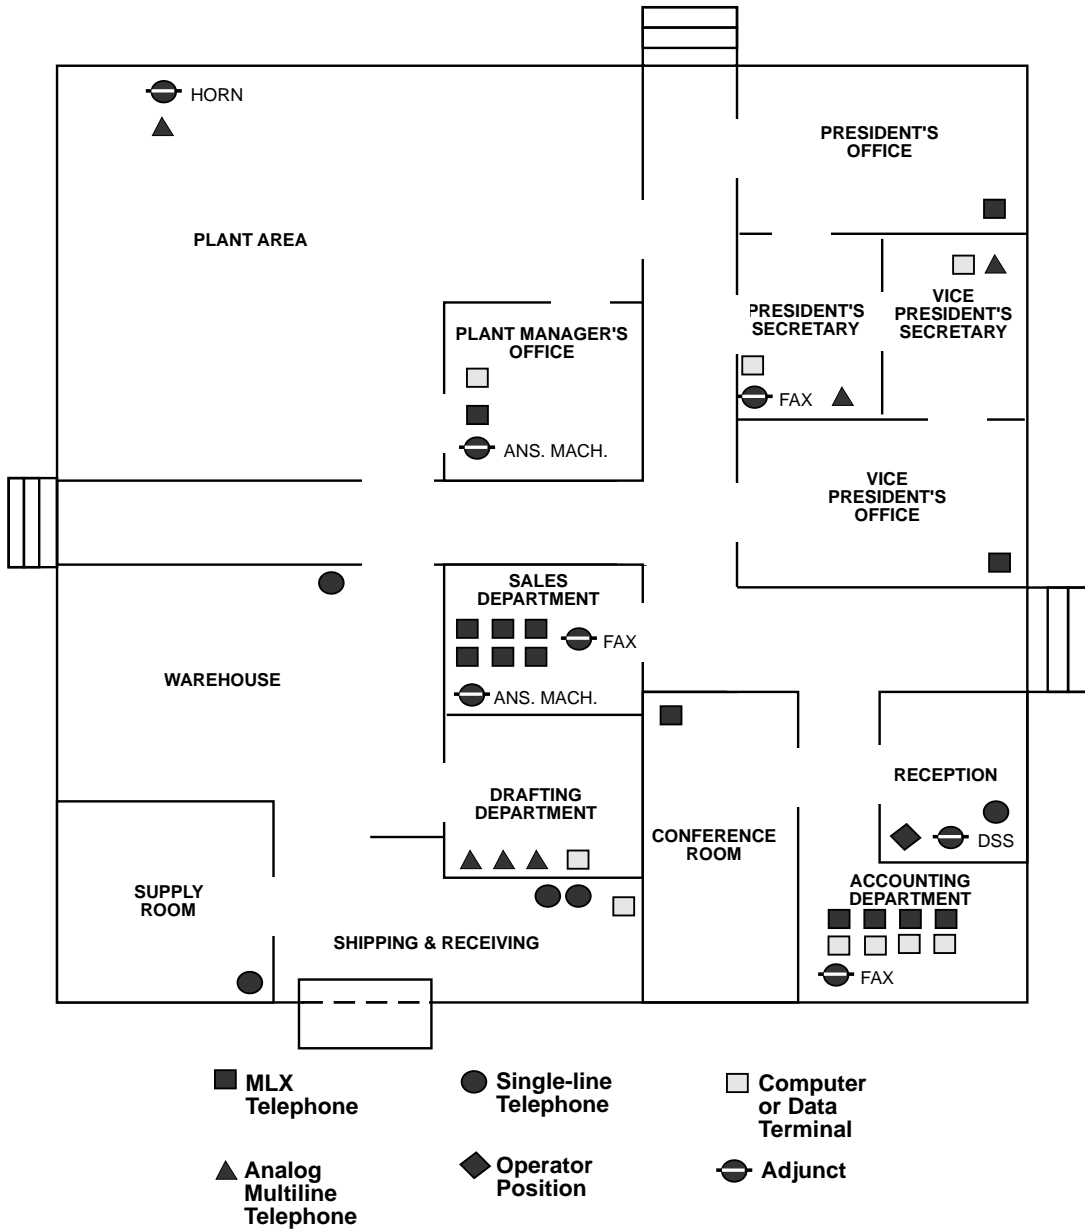 HORN
PRESIDENT'S
OFFICE
PLANT AREA
PRESIDENT'S
SECRETARY
VICE
PRESIDENT'S
SECRETARY
PLANT MANAGER'S
OFFICE
FAX
ANS. MACH.
VICE
PRESIDENT'S
OFFICE
SALES
DEPARTMENT
FAX
WAREHOUSE
ANS. MACH.
RECEPTION
DRAFTING
DEPARTMENT
CONFERENCE
ROOM
DSS
SUPPLY
ROOM
ACCOUNTING
DEPARTMENT
SHIPPING & RECEIVING
FAX
MLX
Telephone
Single-line
Telephone
Computer
or Data
Terminal
Analog
Multiline
Telephone
Operator
Position
Adjunct